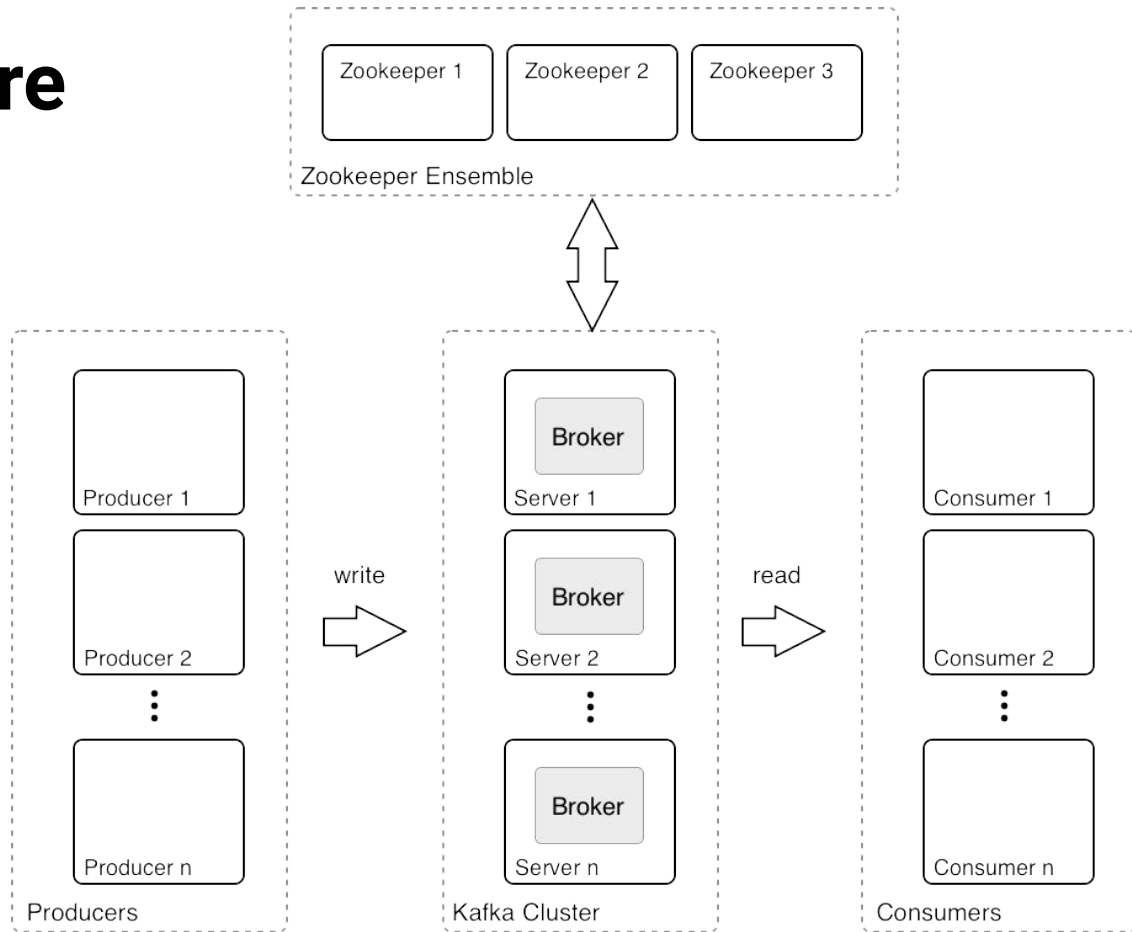 re
Zookeeper 1
Zookeeper 2
Zookeeper 3
Zookeeper Ensemble
Broker
Producer 1
Server 1
Consumer 1
write
read
Broker
Producer 2
Server 2
Consumer 2
Broker
Producer n
Server n
Consumer n
Producers
Kafka Cluster
Consumers